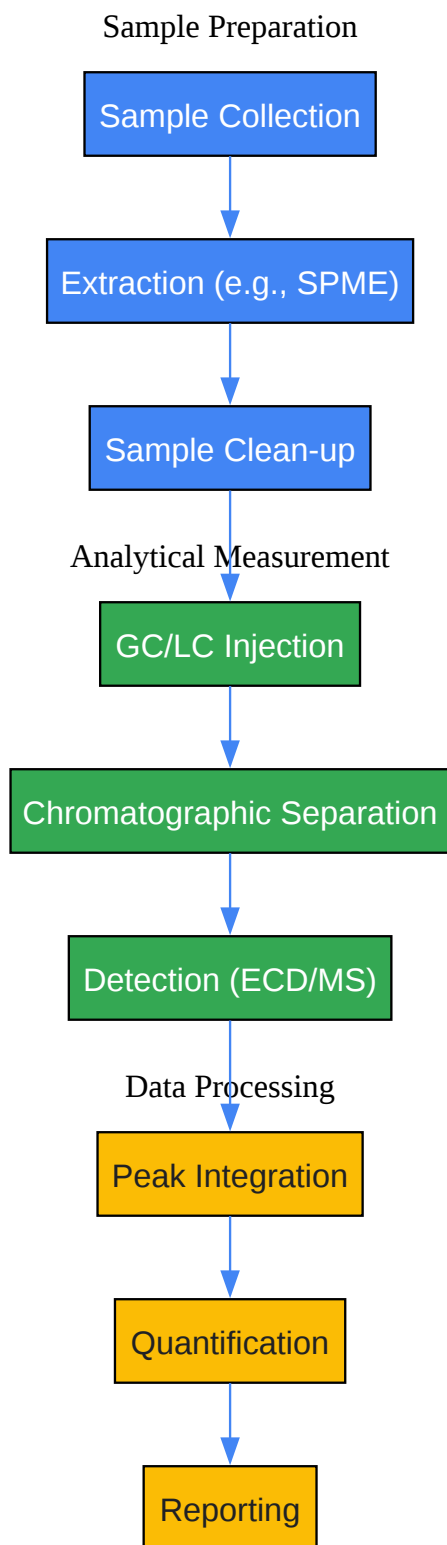 Sample Preparation
Sample Collection
Extraction (e.g., SPME)
Sample Clean-up
Analytical Measurement
GC/LC Injection
Chromatographic Separation
Detection (ECD/MS)
Data Processing
Peak Integration
Quantification
Reporting